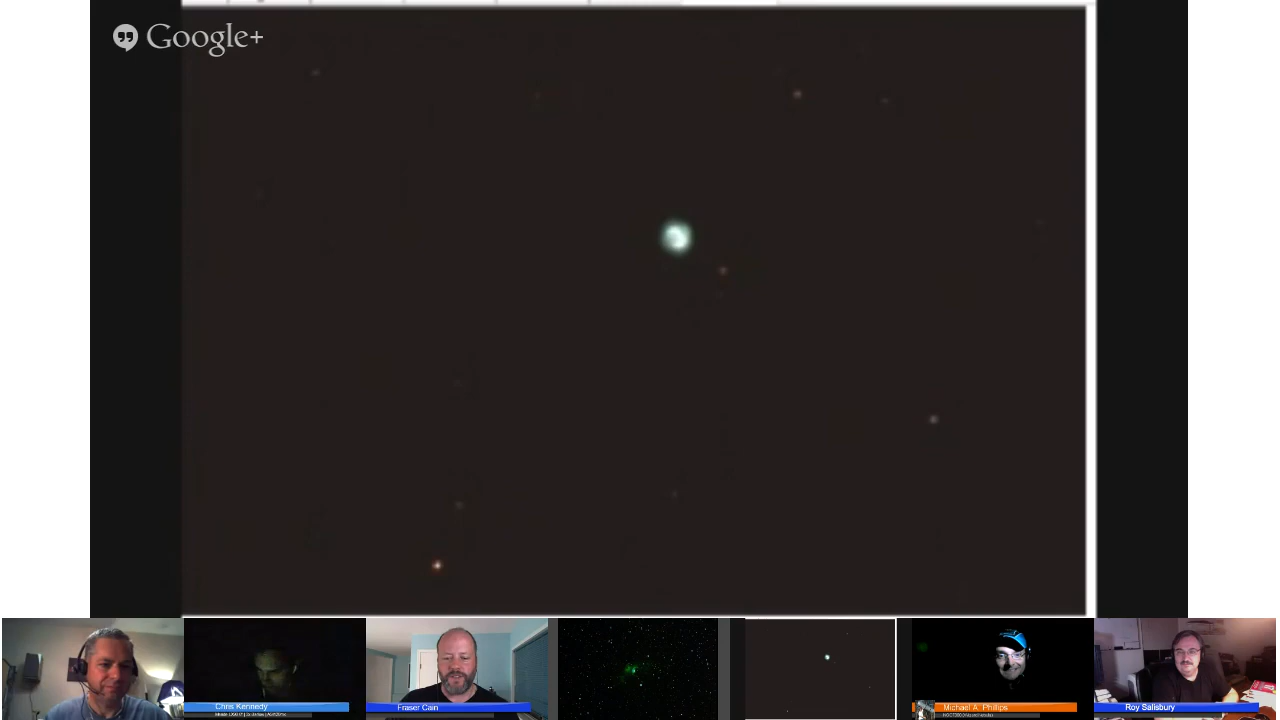 Google+
Chris Kennedy
Fraser Cain
Michael A. Phillips
Roy Salisbury